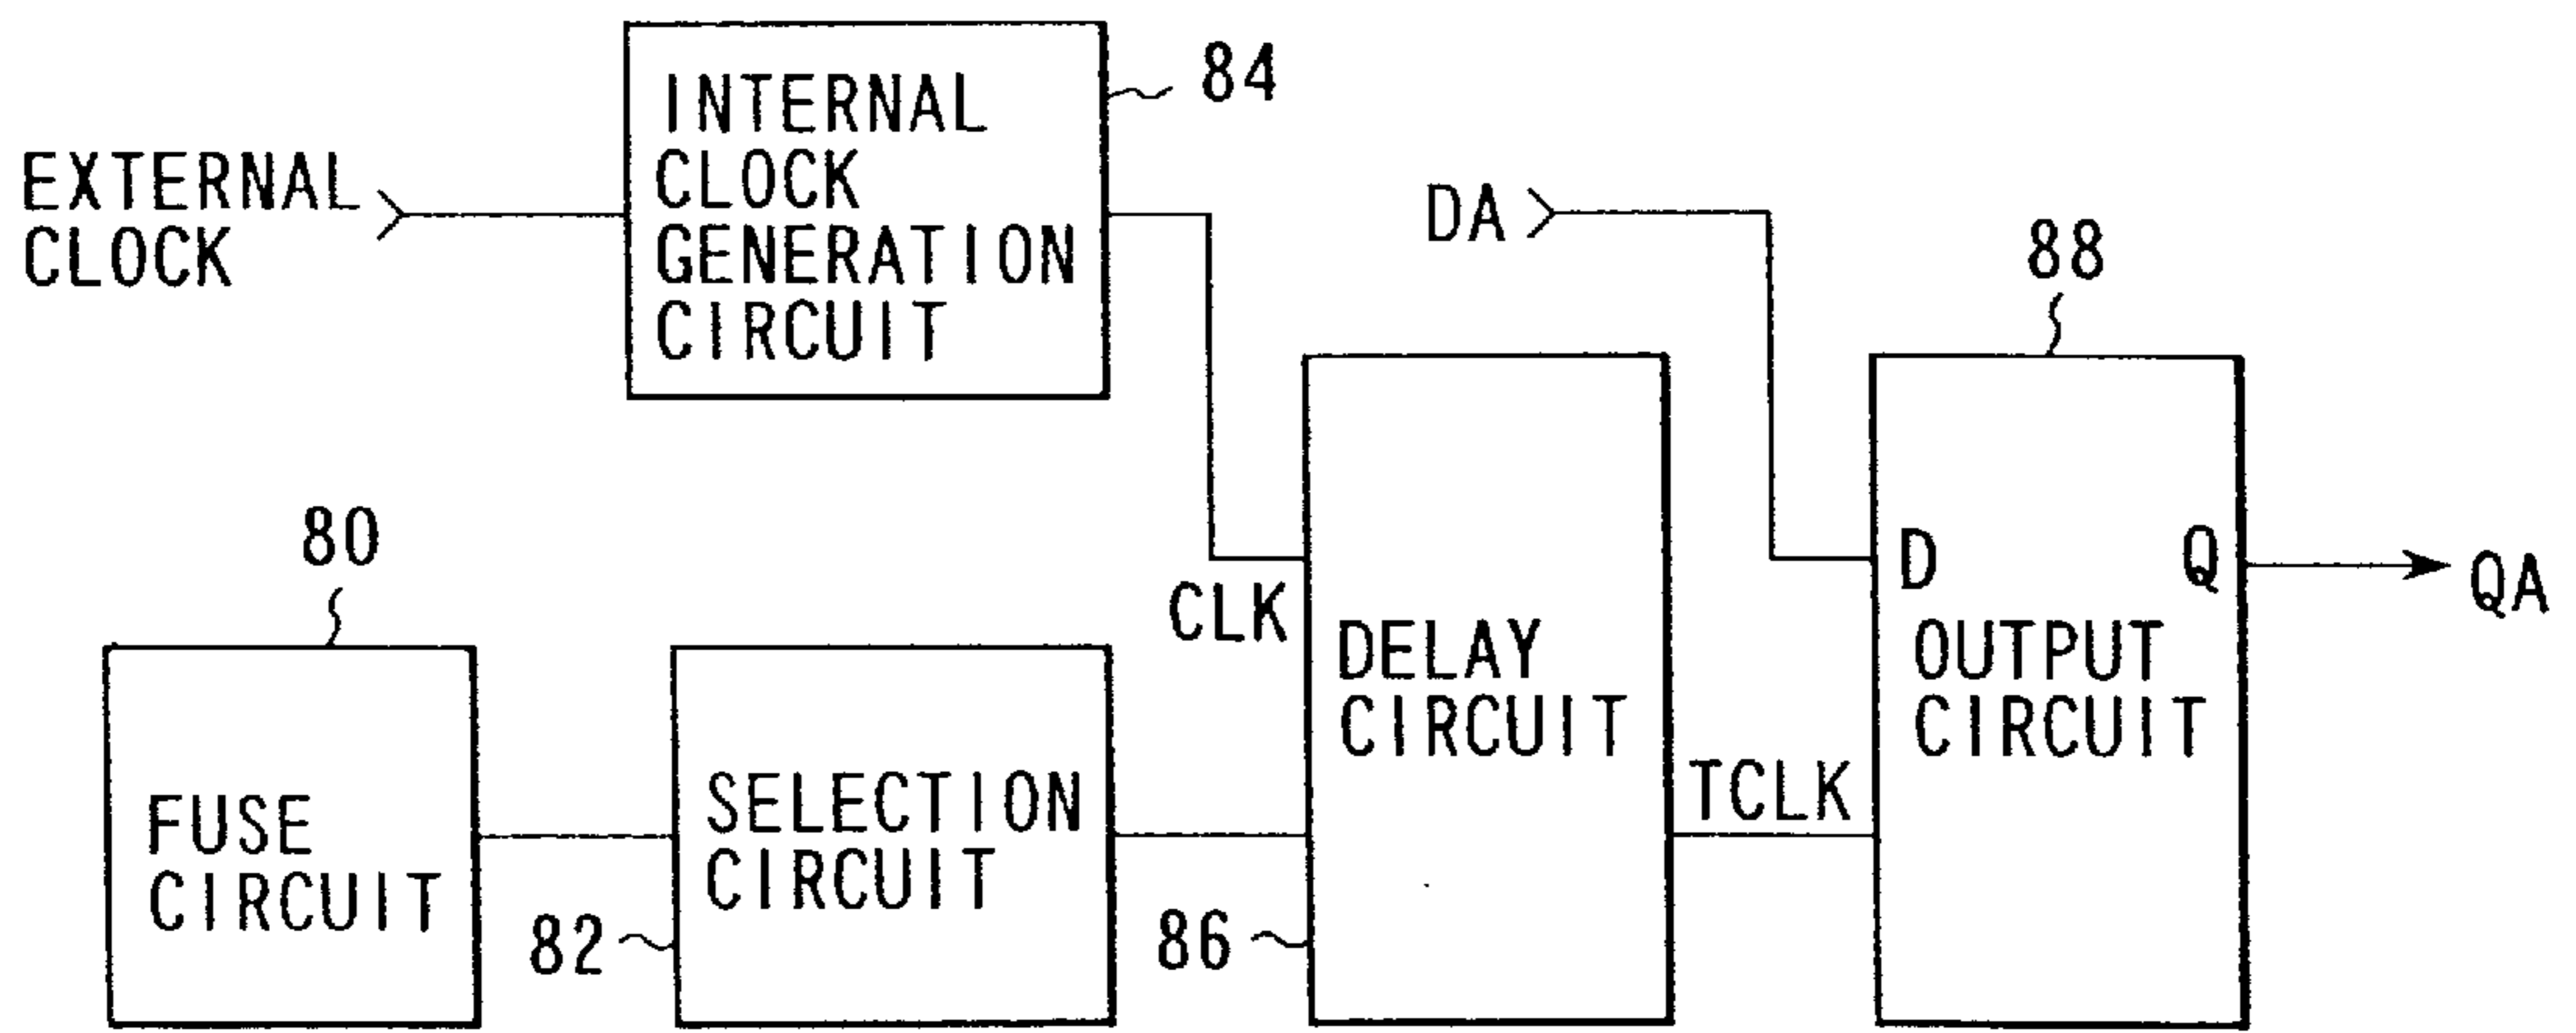 INTERNAL
CLOCK
GENERATION
CIRCUIT
84
EXTERNAL
CLOCK
DA
88
80
CLK
D
Q
QA
DELAY
CIRCUIT
OUTPUT
CIRCUIT
TCLK
FUSE
CIRCUIT
SELECTION
CIRCUIT
82
86